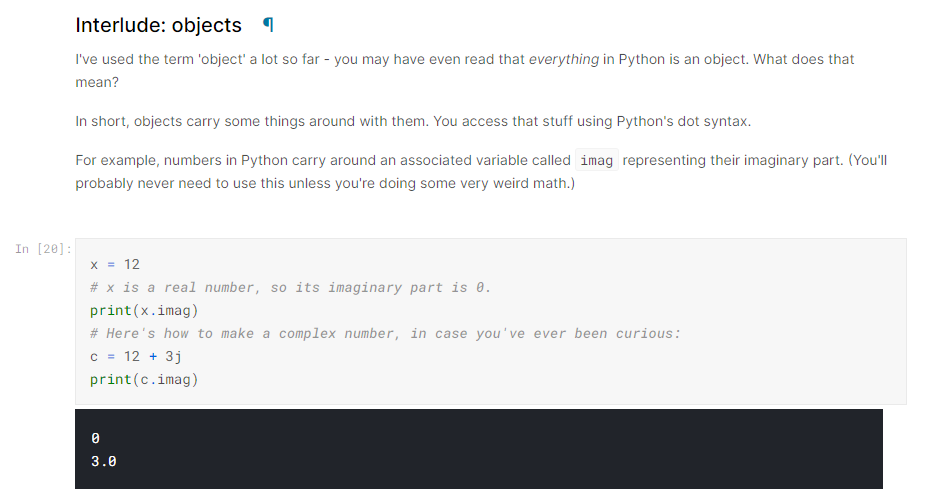 Interlude: objects ¶
I've used the term 'object' a lot so far - you may have even read that everything in Python is an object. What does that
mean?
In short, objects carry some things around with them. You access that stuff using Python's dot syntax.
For example, numbers in Python carry around an associated variable called imag representing their imaginary part. (You'll
probably never need to use this unless you're doing some very weird math.)
In [20]:
x = 12
# x is a real number, so its imaginary part is 0.
print(x.imag)
# Here's how to make a complex number, in case you've ever been curious:
c = 12 + 3j
print(c.imag)
0
3.0